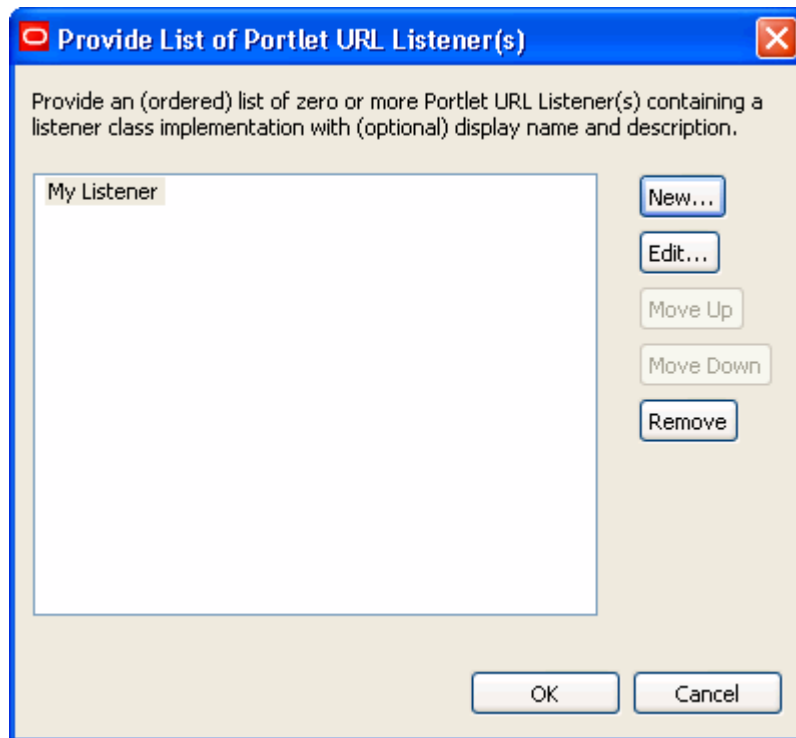 Provide List of Portlet URL Listener(s)
Provide an (ordered) list of zero or more Portlet URL Listener(s) containing a
listener class implementation with (optional) display name and description.
My Listener
New...
Edit...
Move Up
Move Down
Remove
OK
Cancel